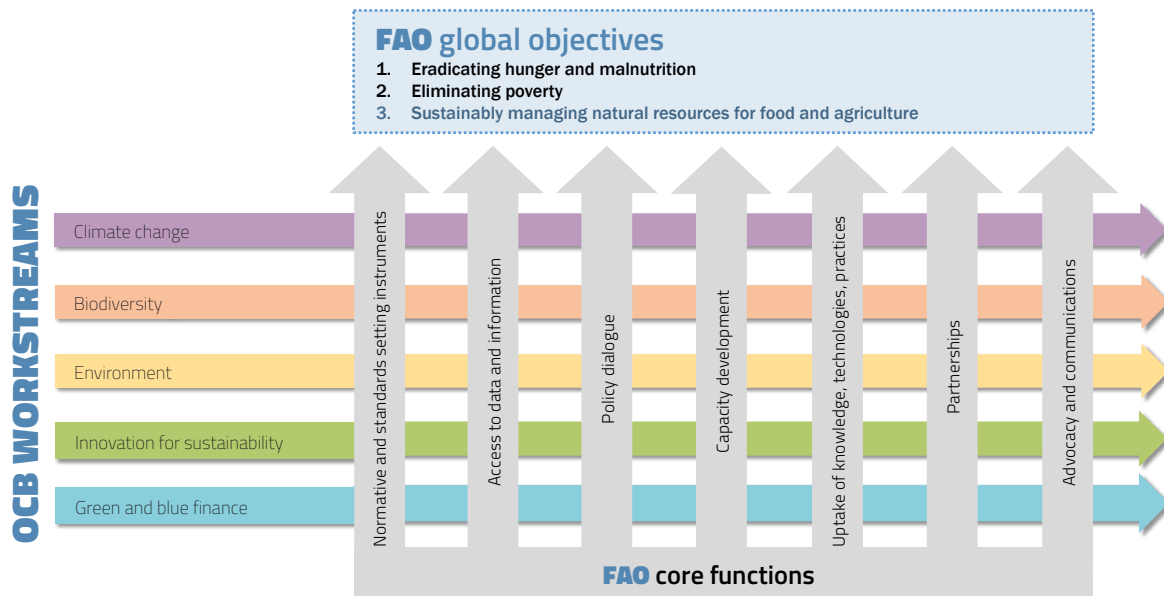 FAO global objectives
1. Eradicating hunger and malnutrition
2. Eliminating poverty
3. Sustainably managing natural resources for food and agriculture
OCB WORKSTREAMS
Climate change
Biodiversity
Environment
Innovation for sustainability
Green and blue finance
Normative and standards setting instruments
Access to data and information
Policy dialogue
Capacity development
Uptake of knowledge, technologies, practices
Partnerships
Advocacy and communications
FAO core functions